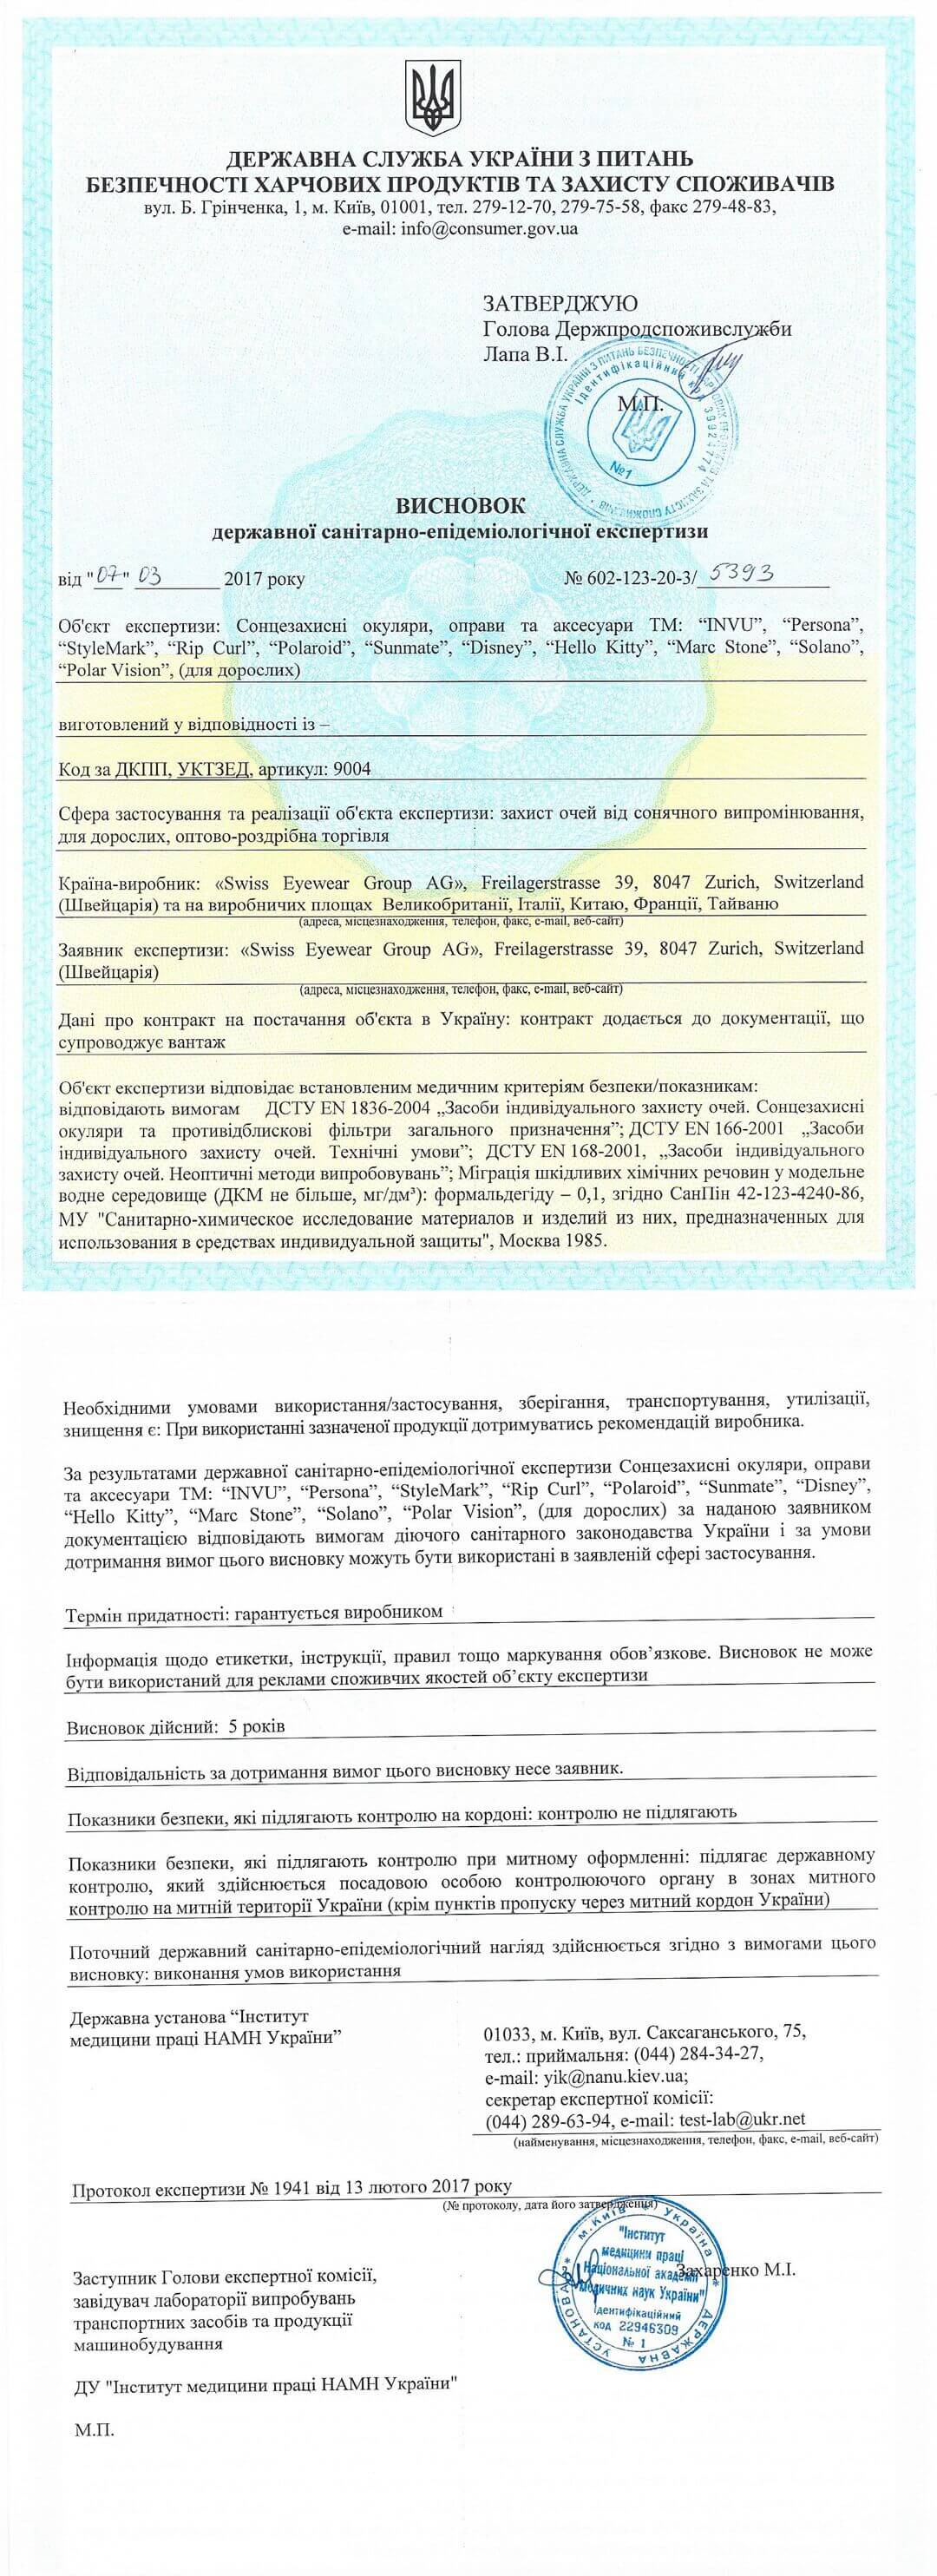 ДЕРЖАВНА СЛУЖБА УКРАЇНИ З ПИТАНЬ
БЕЗПЕЧНОСТІ ХАРЧОВИХ ПРОДУКТІВ ТА ЗАХИСТУ СПОЖИВАЧІВ
вул. Б. Грінченка, 1, м. Київ, 01001, тел. 279-12-70, 279-75-58, факс 279-48-83,
e-mail: info@consumer.gov.ua
ЗАТВЕРДЖУЮ
Голова Держпродспоживслужби
Лапа В.І.
М.П.
№1
ВИСНОВОК
державної санітарно-епідеміологічної експертизи
від "07" 03 2017 року № 602-123-20-3/ 5393
Об'єкт експертизи: Сонцезахисні окуляри, оправи та аксесуари ТМ: “INVU”, “Persona”,
“StyleMark”, “Rip Curl”, “Polaroid”, “Sunmate”, “Disney”, “Hello Kitty”, “Marc Stone”, “Solano”,
“Polar Vision”, (для дорослих)
виготовлений у відповідності із –
Код за ДКПП, УКТЗЕД, артикул: 9004
Сфера застосування та реалізації об'єкта експертизи: захист очей від сонячного випромінювання,
для дорослих, оптово-роздрібна торгівля
Країна-виробник: «Swiss Eyewear Group AG», Freilagerstrasse 39, 8047 Zurich, Switzerland
(Швейцарія) та на виробничих площах Великобританії, Італії, Китаю, Франції, Тайваню
(адреса, місцезнаходження, телефон, факс, e-mail, веб-сайт)
Заявник експертизи: «Swiss Eyewear Group AG», Freilagerstrasse 39, 8047 Zurich, Switzerland
(Швейцарія)
(адреса, місцезнаходження, телефон, факс, e-mail, веб-сайт)
Дані про контракт на постачання об'єкта в Україну: контракт додається до документації, що
супроводжує вантаж
Об'єкт експертизи відповідає встановленим медичним критеріям безпеки/показникам:
відповідають вимогам ДСТУ EN 1836-2004 „Засоби індивідуального захисту очей. Сонцезахисні
окуляри та противідблискові фільтри загального призначення”; ДСТУ EN 166-2001 „Засоби
індивідуального захисту очей. Технічні умови”; ДСТУ EN 168-2001, „Засоби індивідуального
захисту очей. Неоптичні методи випробовувань”; Міграція шкідливих хімічних речовин у модельне
водне середовище (ДКМ не більше, мг/дм³): формальдегіду – 0,1, згідно СанПін 42-123-4240-86,
МУ "Санитарно-химическое исследование материалов и изделий из них, предназначенных для
использования в средствах индивидуальной защиты", Москва 1985.
Необхідними умовами використання/застосування, зберігання, транспортування, утилізації,
знищення є: При використанні зазначеної продукції дотримуватись рекомендацій виробника.
За результатами державної санітарно-епідеміологічної експертизи Сонцезахисні окуляри, оправи
та аксесуари ТМ: “INVU”, “Persona”, “StyleMark”, “Rip Curl”, “Polaroid”, “Sunmate”, “Disney”,
“Hello Kitty”, “Marc Stone”, “Solano”, “Polar Vision”, (для дорослих) за наданою заявником
документацією відповідають вимогам діючого санітарного законодавства України і за умови
дотримання вимог цього висновку можуть бути використані в заявленій сфері застосування.
Термін придатності: гарантується виробником
Інформація щодо етикетки, інструкції, правил тощо маркування обов’язкове. Висновок не може
бути використаний для реклами споживчих якостей об’єкту експертизи
Висновок дійсний: 5 років
Відповідальність за дотримання вимог цього висновку несе заявник.
Показники безпеки, які підлягають контролю на кордоні: контролю не підлягають
Показники безпеки, які підлягають контролю при митному оформленні: підлягає державному
контролю, який здійснюється посадовою особою контролюючого органу в зонах митного
контролю на митній території України (крім пунктів пропуску через митний кордон України)
Поточний державний санітарно-епідеміологічний нагляд здійснюється згідно з вимогами цього
висновку: виконання умов використання
Державна установа “Інститут
медицини праці НАМН України”
01033, м. Київ, вул. Саксаганського, 75,
тел.: приймальня: (044) 284-34-27,
e-mail: yik@nanu.kiev.ua;
секретар експертної комісії:
(044) 289-63-94, e-mail: test-lab@ukr.net
(найменування, місцезнаходження, телефон, факс, e-mail, веб-сайт)
Протокол експертизи № 1941 від 13 лютого 2017 року
(№ протоколу, дата його затвердження)
Заступник Голови експертної комісії,
завідувач лабораторії випробувань
транспортних засобів та продукції
машинобудування
Захаренко М.І.
м.Київ * Україна * ДЕРЖАВНА УСТАНОВА *
"Інститут
медицини праці
Національної академії
медичних наук України"
Ідентифікаційний
код 22946309
№ 1
ДУ "Інститут медицини праці НАМН України"
М.П.